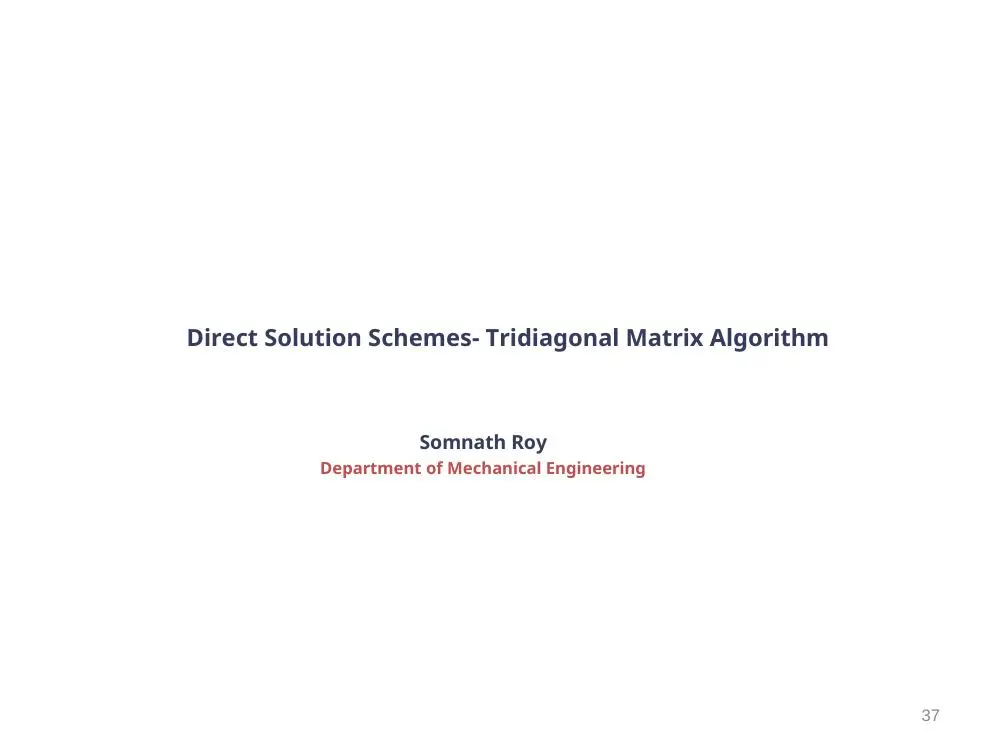 Direct Solution Schemes- Tridiagonal Matrix Algorithm
Somnath Roy
Department of Mechanical Engineering
37